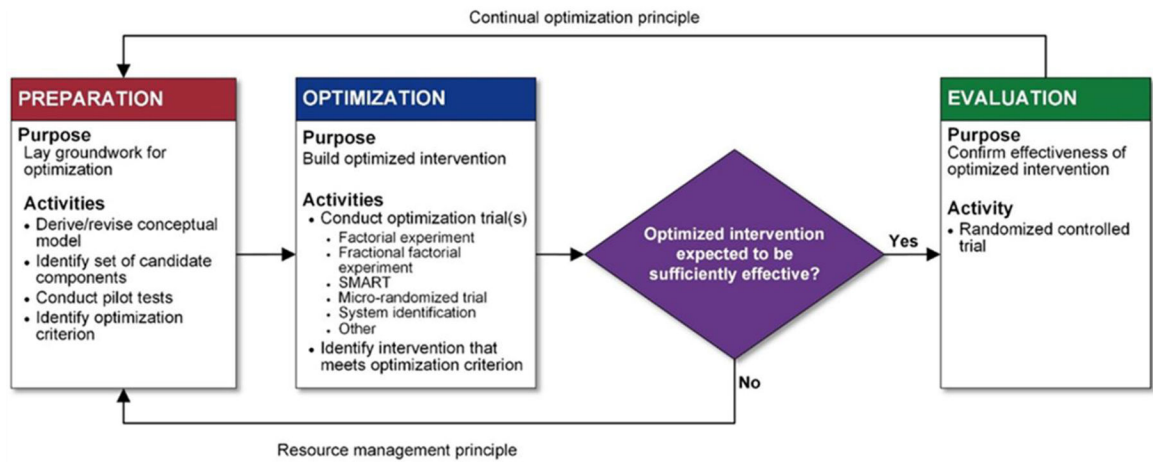 Continual optimization principle
PREPARATION
Purpose
Lay groundwork for
optimization
Activities
• Derive/revise conceptual
model
• Identify set of candidate
components
• Conduct pilot tests
• Identify optimization
criterion
OPTIMIZATION
Purpose
Build optimized intervention
Activities
• Conduct optimization trial(s)
• Factorial experiment
• Fractional factorial
experiment
• SMART
• Micro-randomized trial
• System identification
• Other
• Identify intervention that
meets optimization criterion
Optimized intervention
expected to be
sufficiently effective?
Yes
No
EVALUATION
Purpose
Confirm effectiveness of
optimized intervention
Activity
• Randomized controlled
trial
Resource management principle